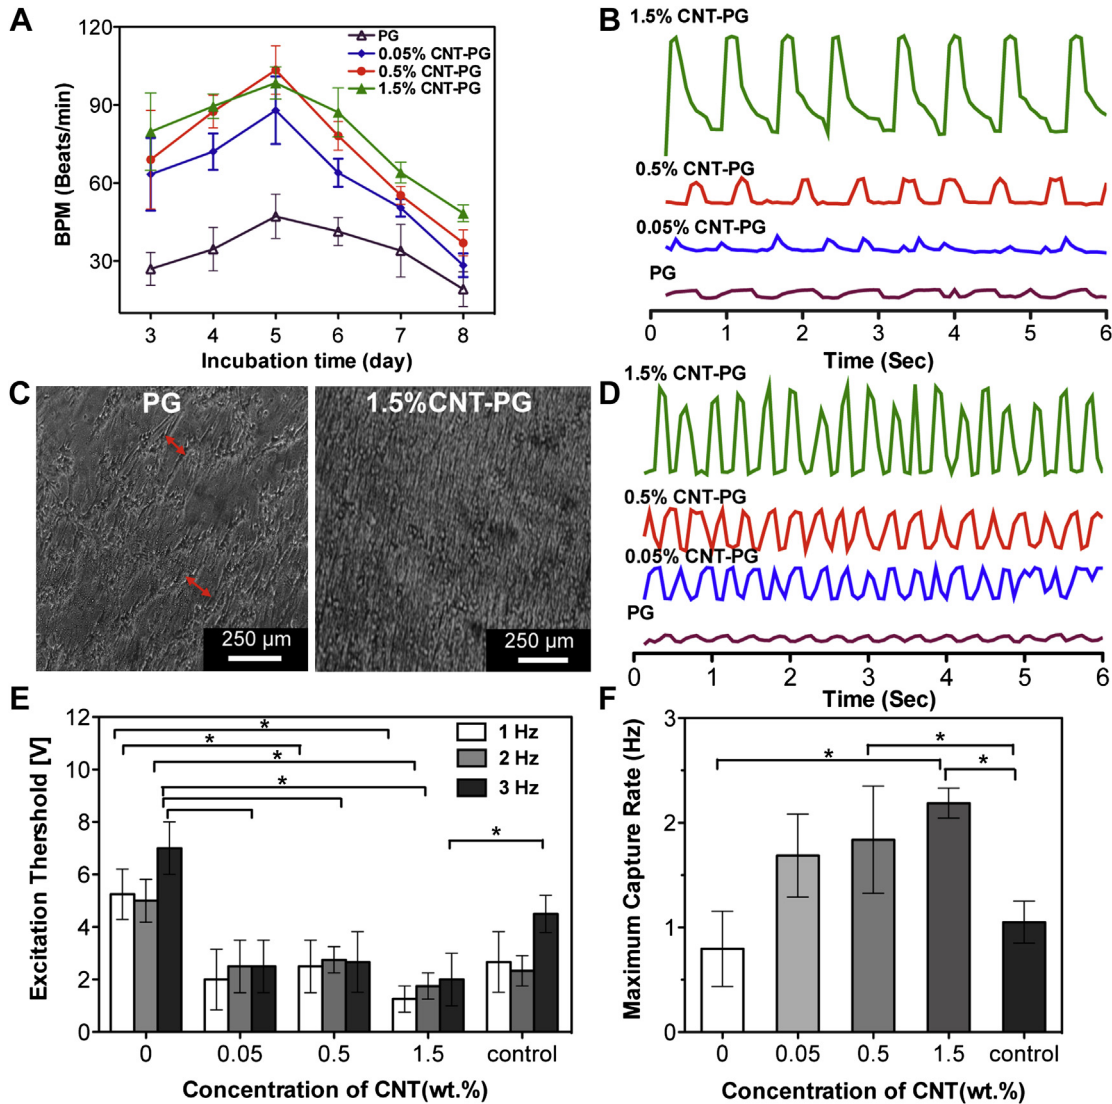 A
120
90
60
30
BPM (Beats/min)
PG
0.05% CNT-PG
0.5% CNT-PG
1.5% CNT-PG
3 4 5 6 7 8
Incubation time (day)
B
1.5% CNT-PG
0.5% CNT-PG
0.05% CNT-PG
PG
0 1 2 3 4 5 6
Time (Sec)
C
PG
250 µm
1.5%CNT-PG
250 µm
D
1.5% CNT-PG
0.5% CNT-PG
0.05% CNT-PG
PG
0 1 2 3 4 5 6
Time (Sec)
E
12
10
8
6
4
2
0
Excitation Thershold [V]
1 Hz
2 Hz
3 Hz
*
*
*
*
*
0 0.05 0.5 1.5 control
Concentration of CNT(wt.%)
F
3
2
1
0
Maximum Capture Rate (Hz)
*
*
*
0 0.05 0.5 1.5 control
Concentration of CNT(wt.%)